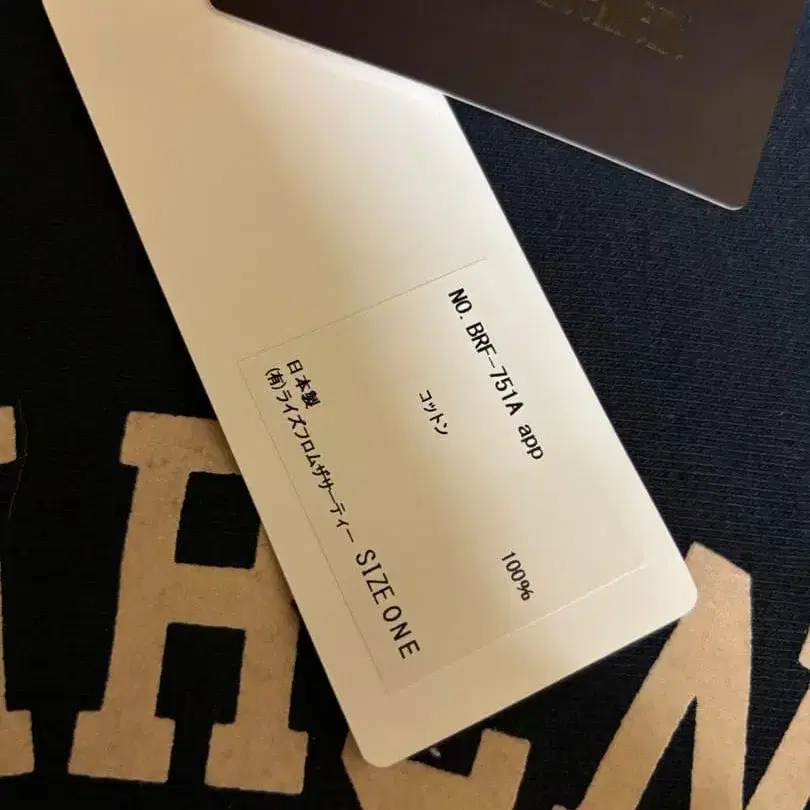 NO. BRF-751A app
コットン 100%
日本製
(有)ライズフロムザサーティー SIZE ONE